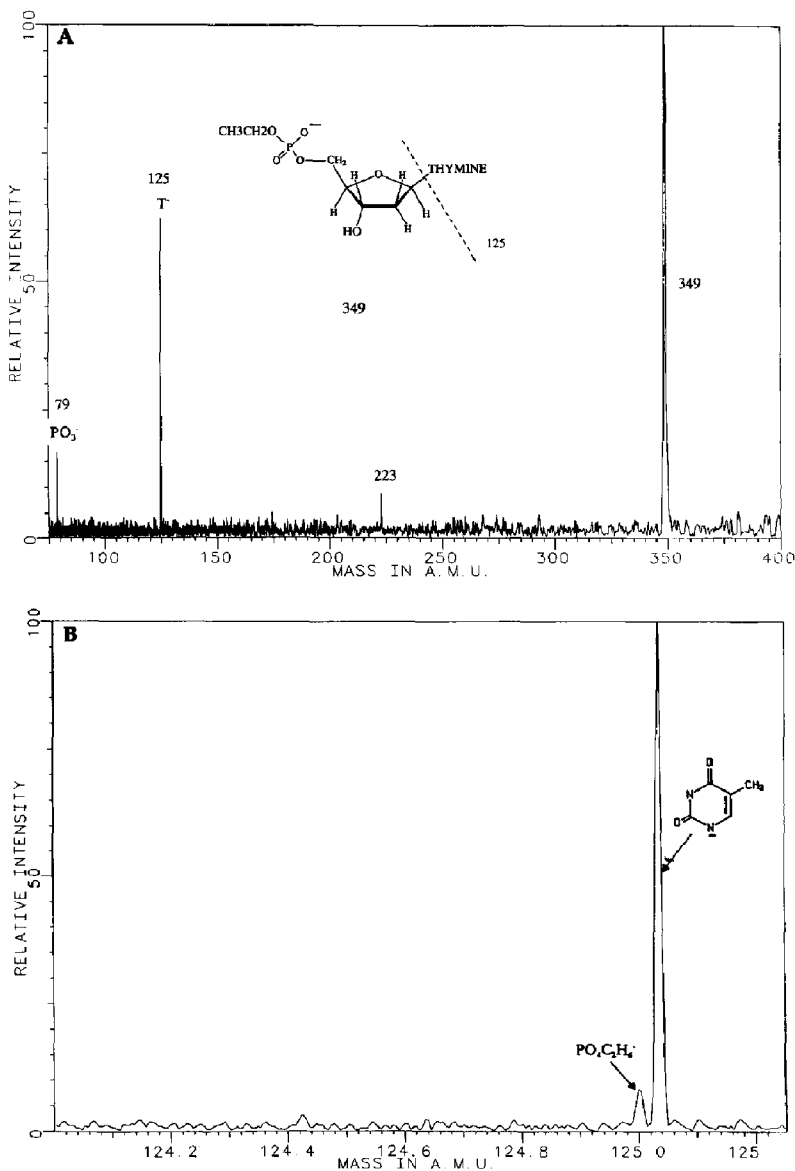 A
100
50
0
RELATIVE INTENSITY
CH3CH2O
O
P
O
O
CH2
O
H
H
THYMINE
H
H
HO
H
125
125
T-
349
349
79
PO3-
223
100
150
200
250
300
350
400
MASS IN A.M.U.
B
100
50
0
RELATIVE INTENSITY
O
CH3
N
O
N
PO4C2H6-
124.2
124.4
124.6
124.8
125.0
125
MASS IN A.M.U.